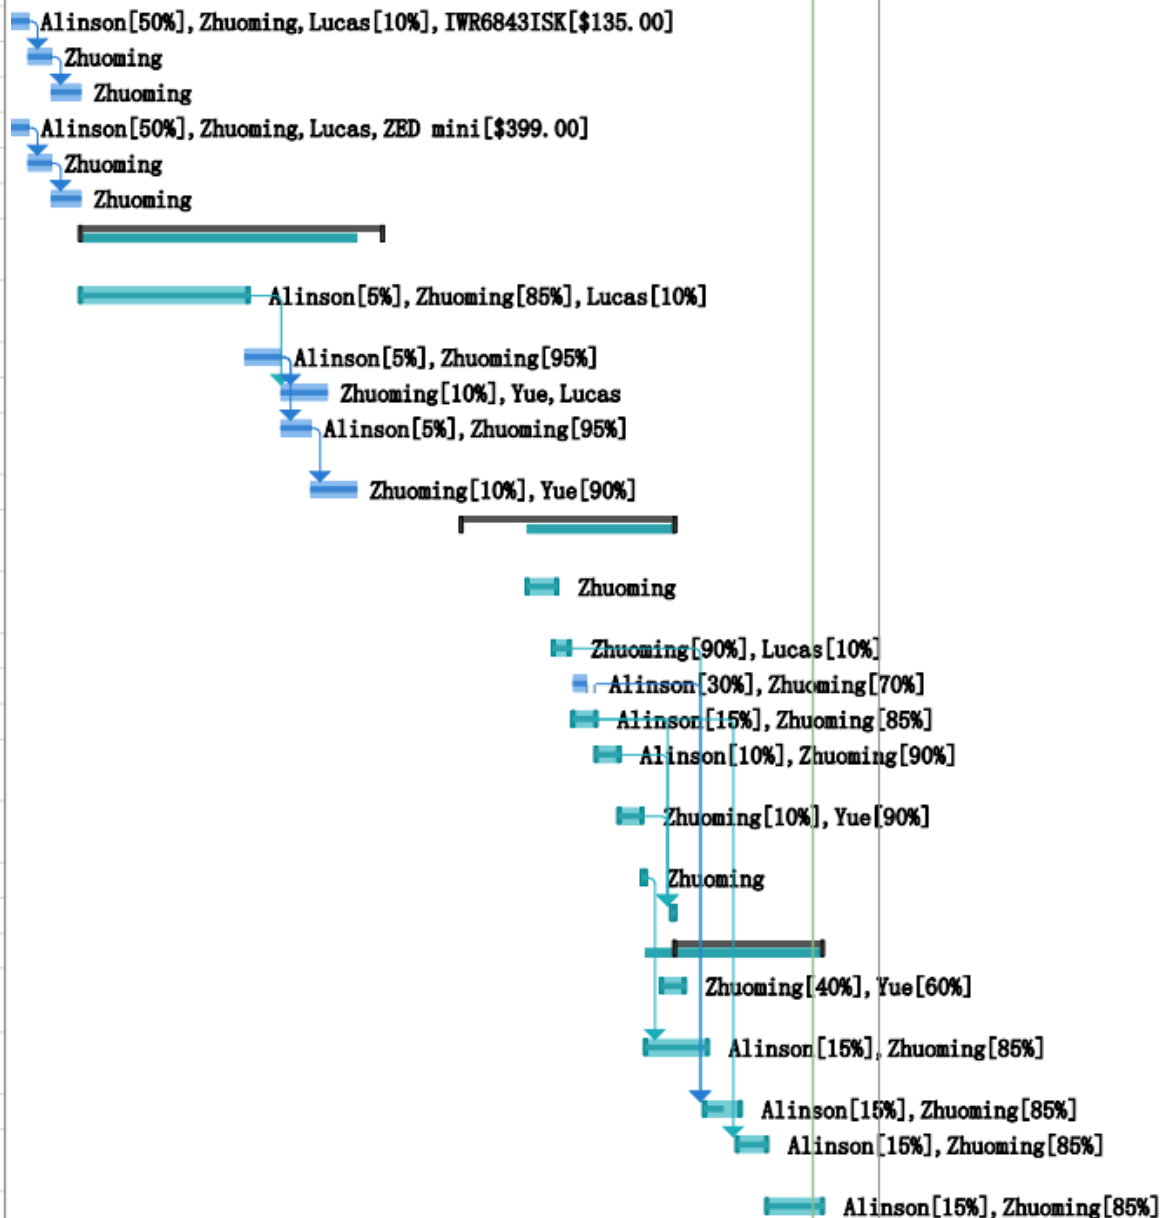 Alinson[50%],Zhuoming,Lucas[10%],IWR6843ISK[$135.00]
Zhuoming
Zhuoming
Alinson[50%],Zhuoming,Lucas,ZED mini[$399.00]
Zhuoming
Zhuoming
Alinson[5%],Zhuoming[85%],Lucas[10%]
Alinson[5%],Zhuoming[95%]
Zhuoming[10%],Yue,Lucas
Alinson[5%],Zhuoming[95%]
Zhuoming[10%],Yue[90%]
Zhuoming
Zhuoming[90%],Lucas[10%]
Alinson[30%],Zhuoming[70%]
Alinson[15%],Zhuoming[85%]
Alinson[10%],Zhuoming[90%]
Zhuoming[10%],Yue[90%]
Zhuoming
Zhuoming[40%],Yue[60%]
Alinson[15%],Zhuoming[85%]
Alinson[15%],Zhuoming[85%]
Alinson[15%],Zhuoming[85%]
Alinson[15%],Zhuoming[85%]